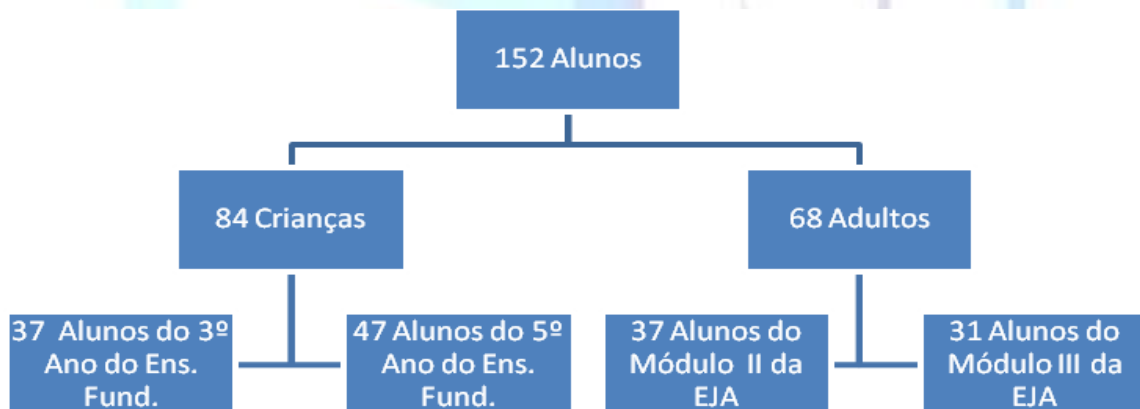 152 Alunos
84 Crianças
68 Adultos
37 Alunos do 3º
Ano do Ens.
Fund.
47 Alunos do 5º
Ano do Ens.
Fund.
37 Alunos do
Módulo II da
EJA
31 Alunos do
Módulo III da
EJA